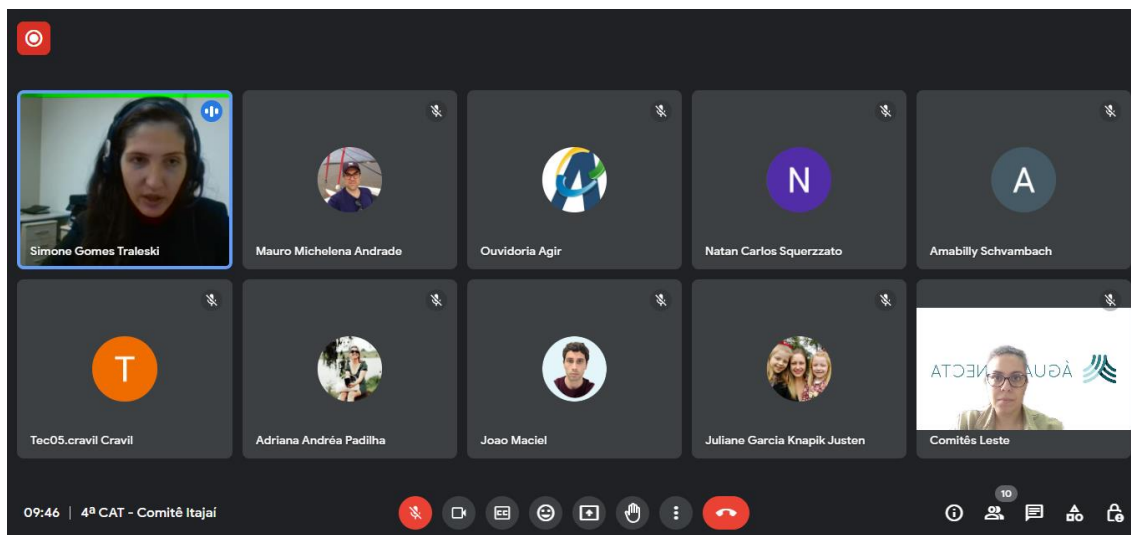 Simone Gomes Traleski
Mauro Michelena Andrade
Ouvidoria Agir
N
Natan Carlos Squerzzato
A
Amabilly Schvambach
T
Tec05.cravil Cravil
Adriana Andréa Padilha
Joao Maciel
Juliane Garcia Knapik Justen
ÁGUA NECTA
Comitês Leste
09:46 | 4ª CAT - Comitê Itajaí
10